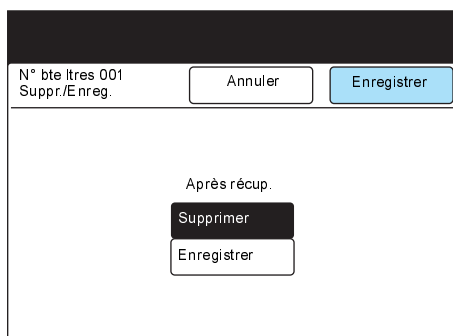 N° bte ltres 001
Suppr./Enreg.
Annuler
Enregistrer
Après récup.
Supprimer
Enregistrer